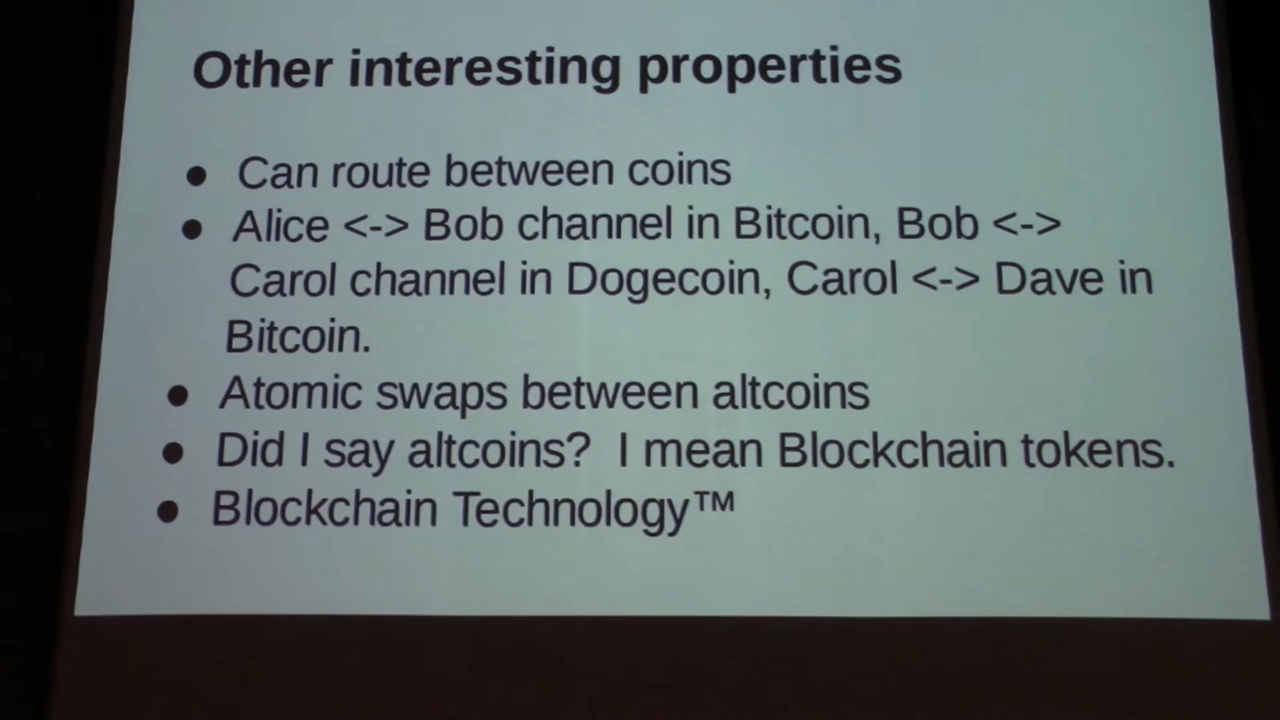 Other interesting properties
● Can route between coins
● Alice <-> Bob channel in Bitcoin, Bob <->
Carol channel in Dogecoin, Carol <-> Dave in
Bitcoin.
● Atomic swaps between altcoins
● Did I say altcoins?  I mean Blockchain tokens.
● Blockchain Technology™